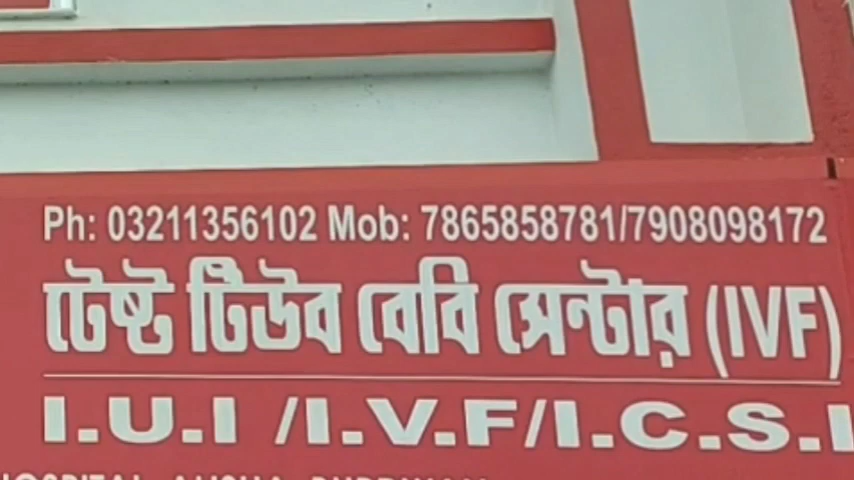 Ph: 03211356102 Mob: 7865858781/7908098172
টেষ্ট টিউব বেবি সেন্টার (IVF)
I.U.I /I.V.F/I.C.S.I